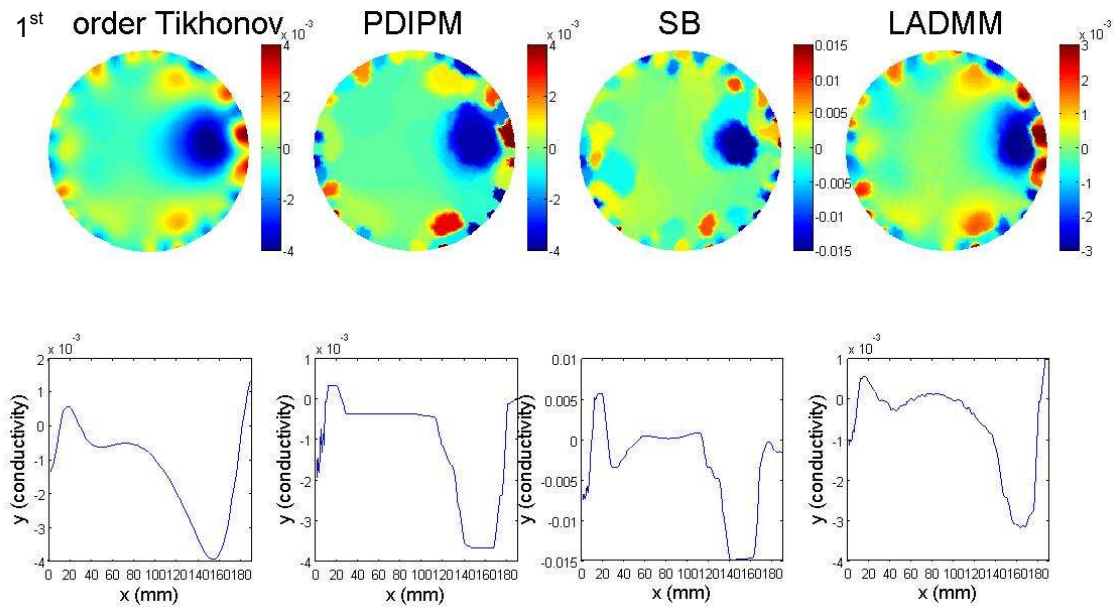 1st order Tikhonov PDIPM SB LADMM
x 10-3 x 10-3 x 10-3
4 4 0.015 3
2 2 0.01 2
0.005 1
0 0 0 0
-0.005 -1
-2 -2 -0.01 -2
-4 -4 -0.015 -3
x 10-3 x 10-3 x 10-3
2 1 0.01 1
1 0 0.005 0
0 -1 0 -1
-1 -2 -0.005 -2
-2 -3 -0.01 -3
-3 -4 -0.015 -4
-4
y (conductivity) y (conductivity) y (conductivity) y (conductivity)
0 20 40 60 80 100 120 140 160 180 0 20 40 60 80 100 120 140 160 180 0 20 40 60 80 100 120 140 160 180 0 20 40 60 80 100 120 140 160 180
x (mm) x (mm) x (mm) x (mm)